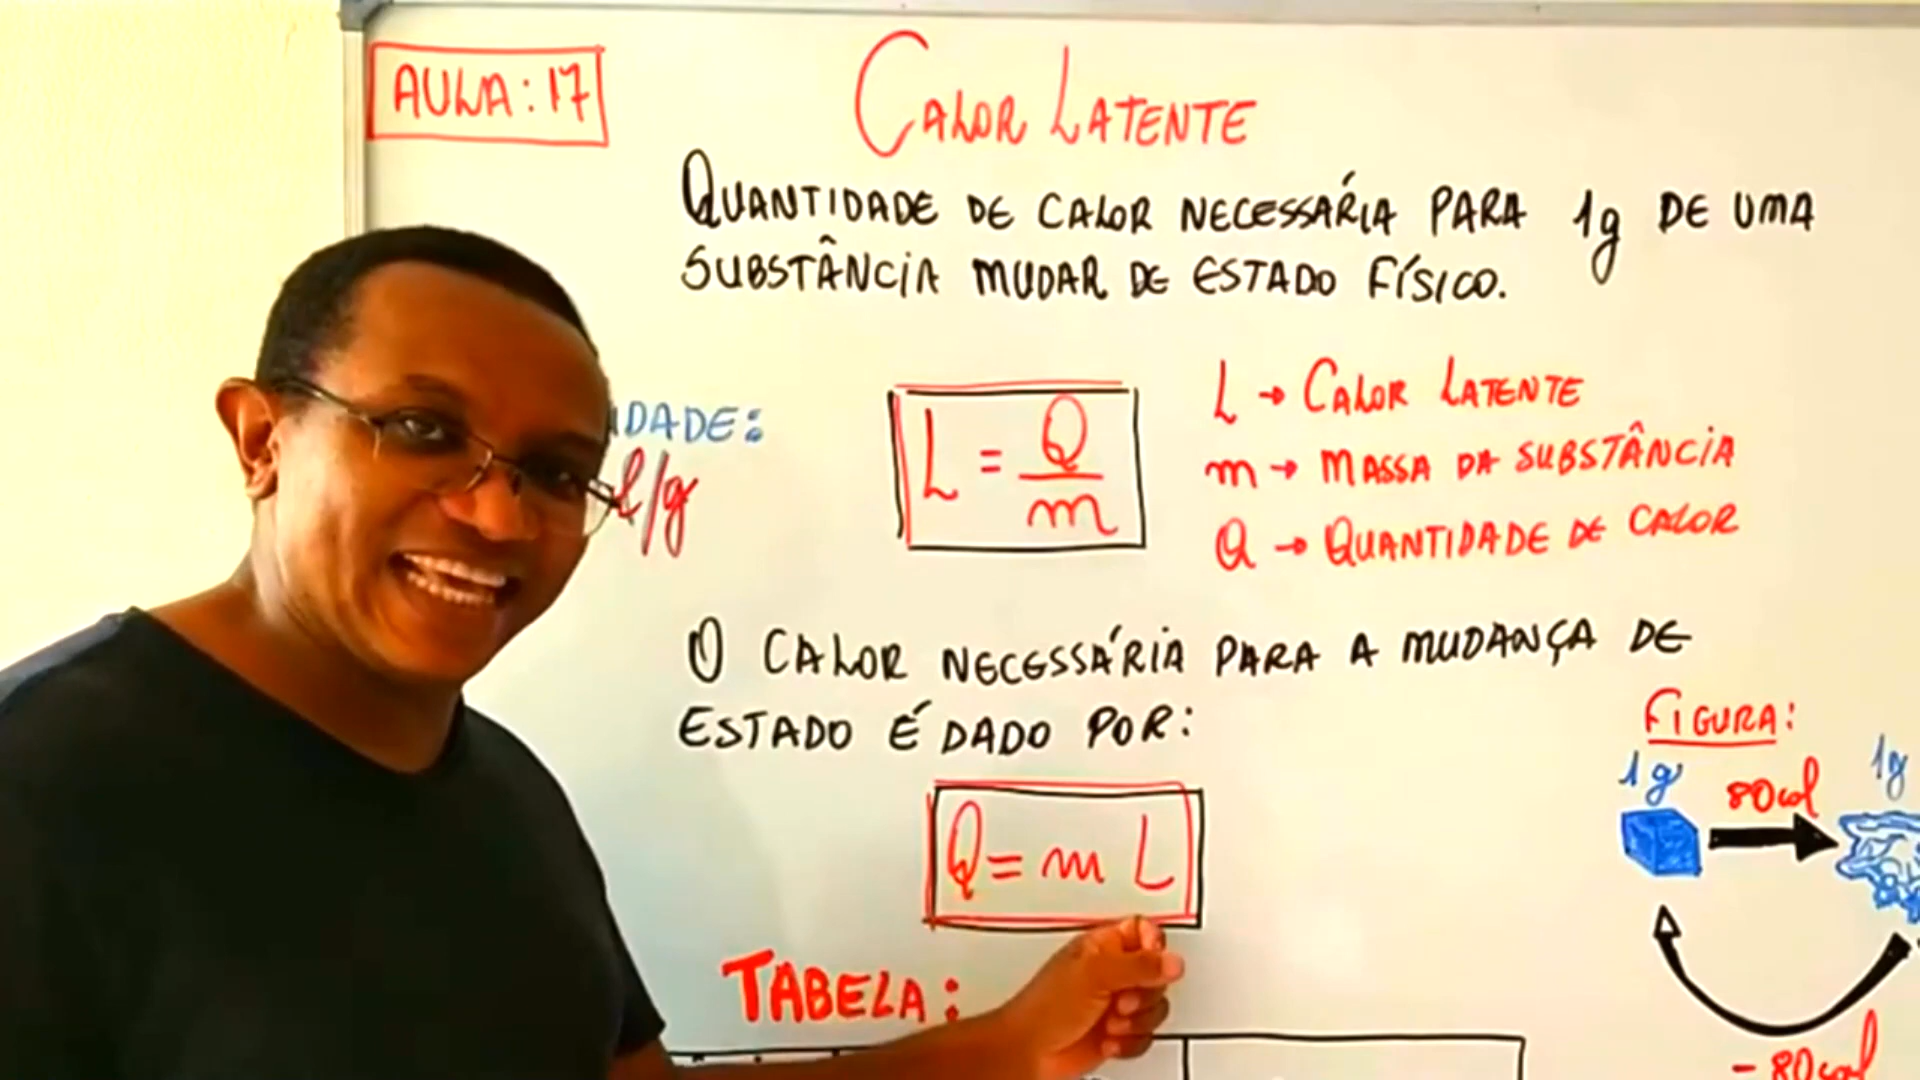 AULA: 17
CALOR LATENTE
QUANTIDADE DE CALOR NECESSÁRIA PARA 1g DE UMA
SUBSTÂNCIA MUDAR DE ESTADO FÍSICO.
L = Q/m
L → CALOR LATENTE
m → MASSA DA SUBSTÂNCIA
Q → QUANTIDADE DE CALOR
O CALOR NECESSÁRIA PARA A MUDANÇA DE
ESTADO É DADO POR:
Q = m L
FIGURA:
1g 80cal 1g
- 80cal
TABELA: